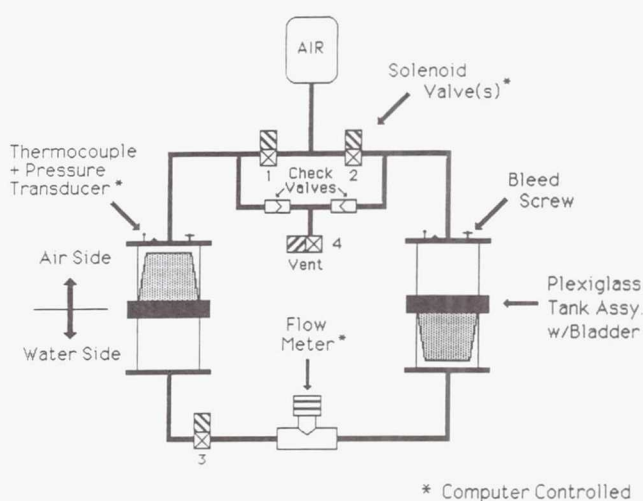 AIR
Solenoid
Valve(s)*
Thermocouple
+ Pressure
Transducer*
1
2
Check
Valves
Bleed
Screw
4
Vent
Air Side
Water Side
Plexiglass
Tank Assy.
w/Bladder
Flow
Meter*
3
* Computer Controlled